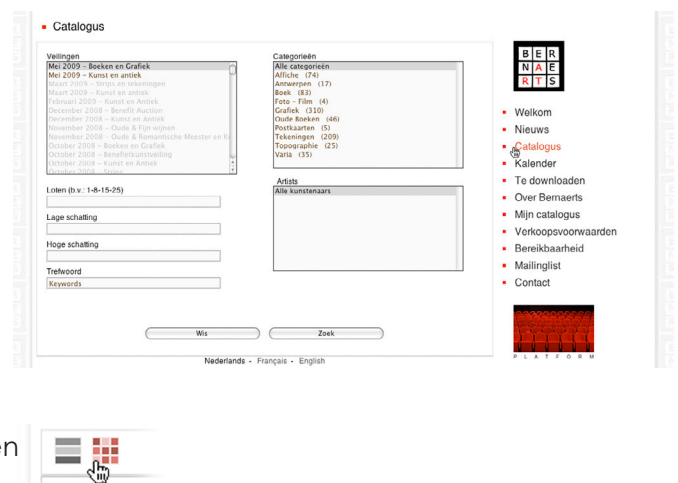 Catalogus
Veilingen
Mei 2009 – Boeken en Grafiek
Mei 2009 – Kunst en antiek
Maart 2009 – Strips en tekeningen
Maart 2009 – Kunst en antiek
Februari 2009 – Kunst en Antiek
December 2008 – Benefit Auction
December 2008 – Kunst en Antiek
November 2008 – Oude & Fijn wijnen
November 2008 – Oude & Romantische Meester en K
October 2008 – Boeken en Grafiek
October 2008 – Benefietkunstveiling
October 2008 – Kunst en Antiek
October 2008 – Strips
Loten (b.v.: 1-8-15-25)
Lage schatting
Hoge schatting
Trefwoord
Keywords
Categorieën
Alle categorieën
Affiche (74)
Antwerpen (17)
Boek (83)
Foto - Film (4)
Grafiek (310)
Oude Boeken (46)
Postkaarten (5)
Tekeningen (209)
Topographie (25)
Varia (35)
Artists
Alle kunstenaars
Wis
Zoek
Nederlands - Français - English
BER
NAE
RTS
Welkom
Nieuws
Catalogus
Kalender
Te downloaden
Over Bernaerts
Mijn catalogus
Verkoopsvoorwaarden
Bereikbaarheid
Mailinglist
Contact
PLATFORM
en